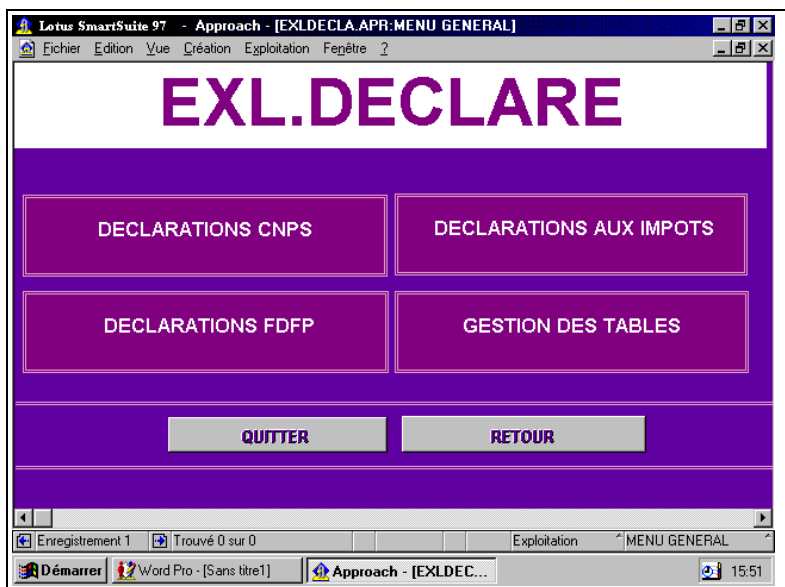 Lotus SmartSuite 97 - Approach - [EXLDECLA.APR:MENU GENERAL]
Fichier Edition Vue Création Exploitation Fenêtre ?
EXL.DECLARE
DECLARATIONS CNPS DECLARATIONS AUX IMPOTS
DECLARATIONS FDFP GESTION DES TABLES
QUITTER RETOUR
Enregistrement 1 Trouvé 0 sur 0 Exploitation MENU GENERAL
Démarrer Word Pro - [Sans titre1] Approach - [EXLDEC... 15:51